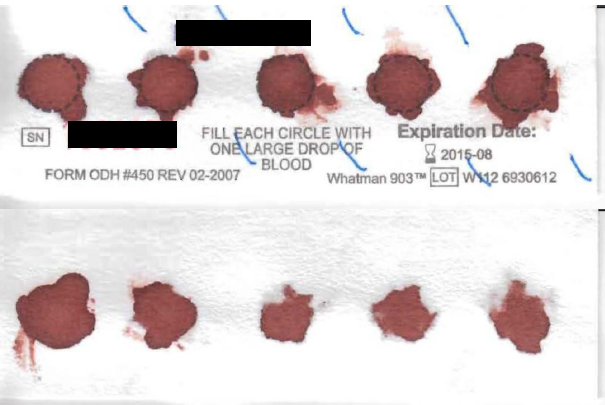 SN
FILL EACH CIRCLE WITH
ONE LARGE DROP OF
BLOOD
Expiration Date:
2015-08
FORM ODH #450 REV 02-2007
Whatman 903™ LOT W112 6930612